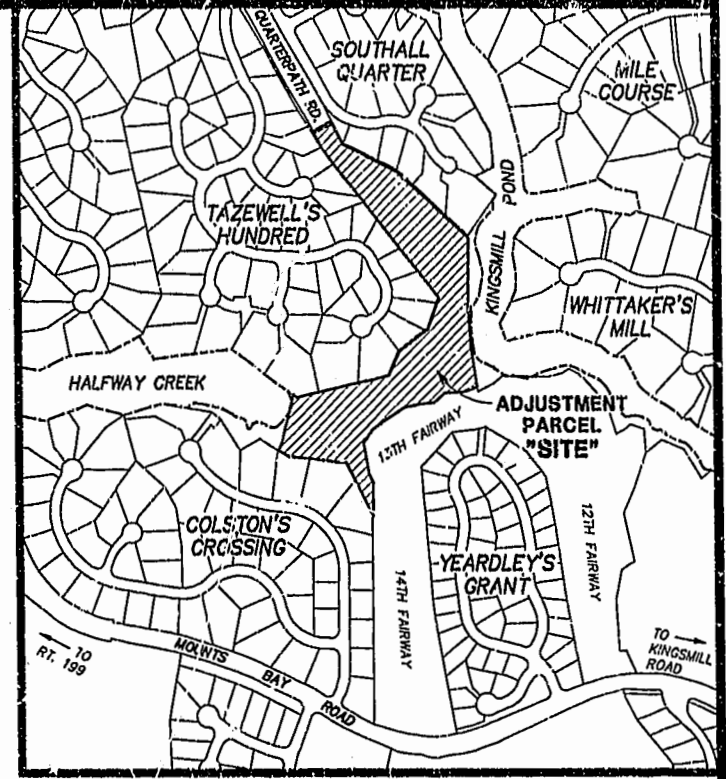 QUARTERPATH RD.
SOUTHALL
QUARTER
MILE
COURSE
TAZEWELL'S
HUNDRED
KINGSMILL POND
WHITTAKER'S
MILL
HALFWAY CREEK
ADJUSTMENT
PARCEL
"SITE"
13TH FAIRWAY
COLSTON'S
CROSSING
YEARDLEY'S
GRANT
12TH FAIRWAY
14TH FAIRWAY
TO
RT. 199
MOUNTS BAY ROAD
TO
KINGSMILL
ROAD